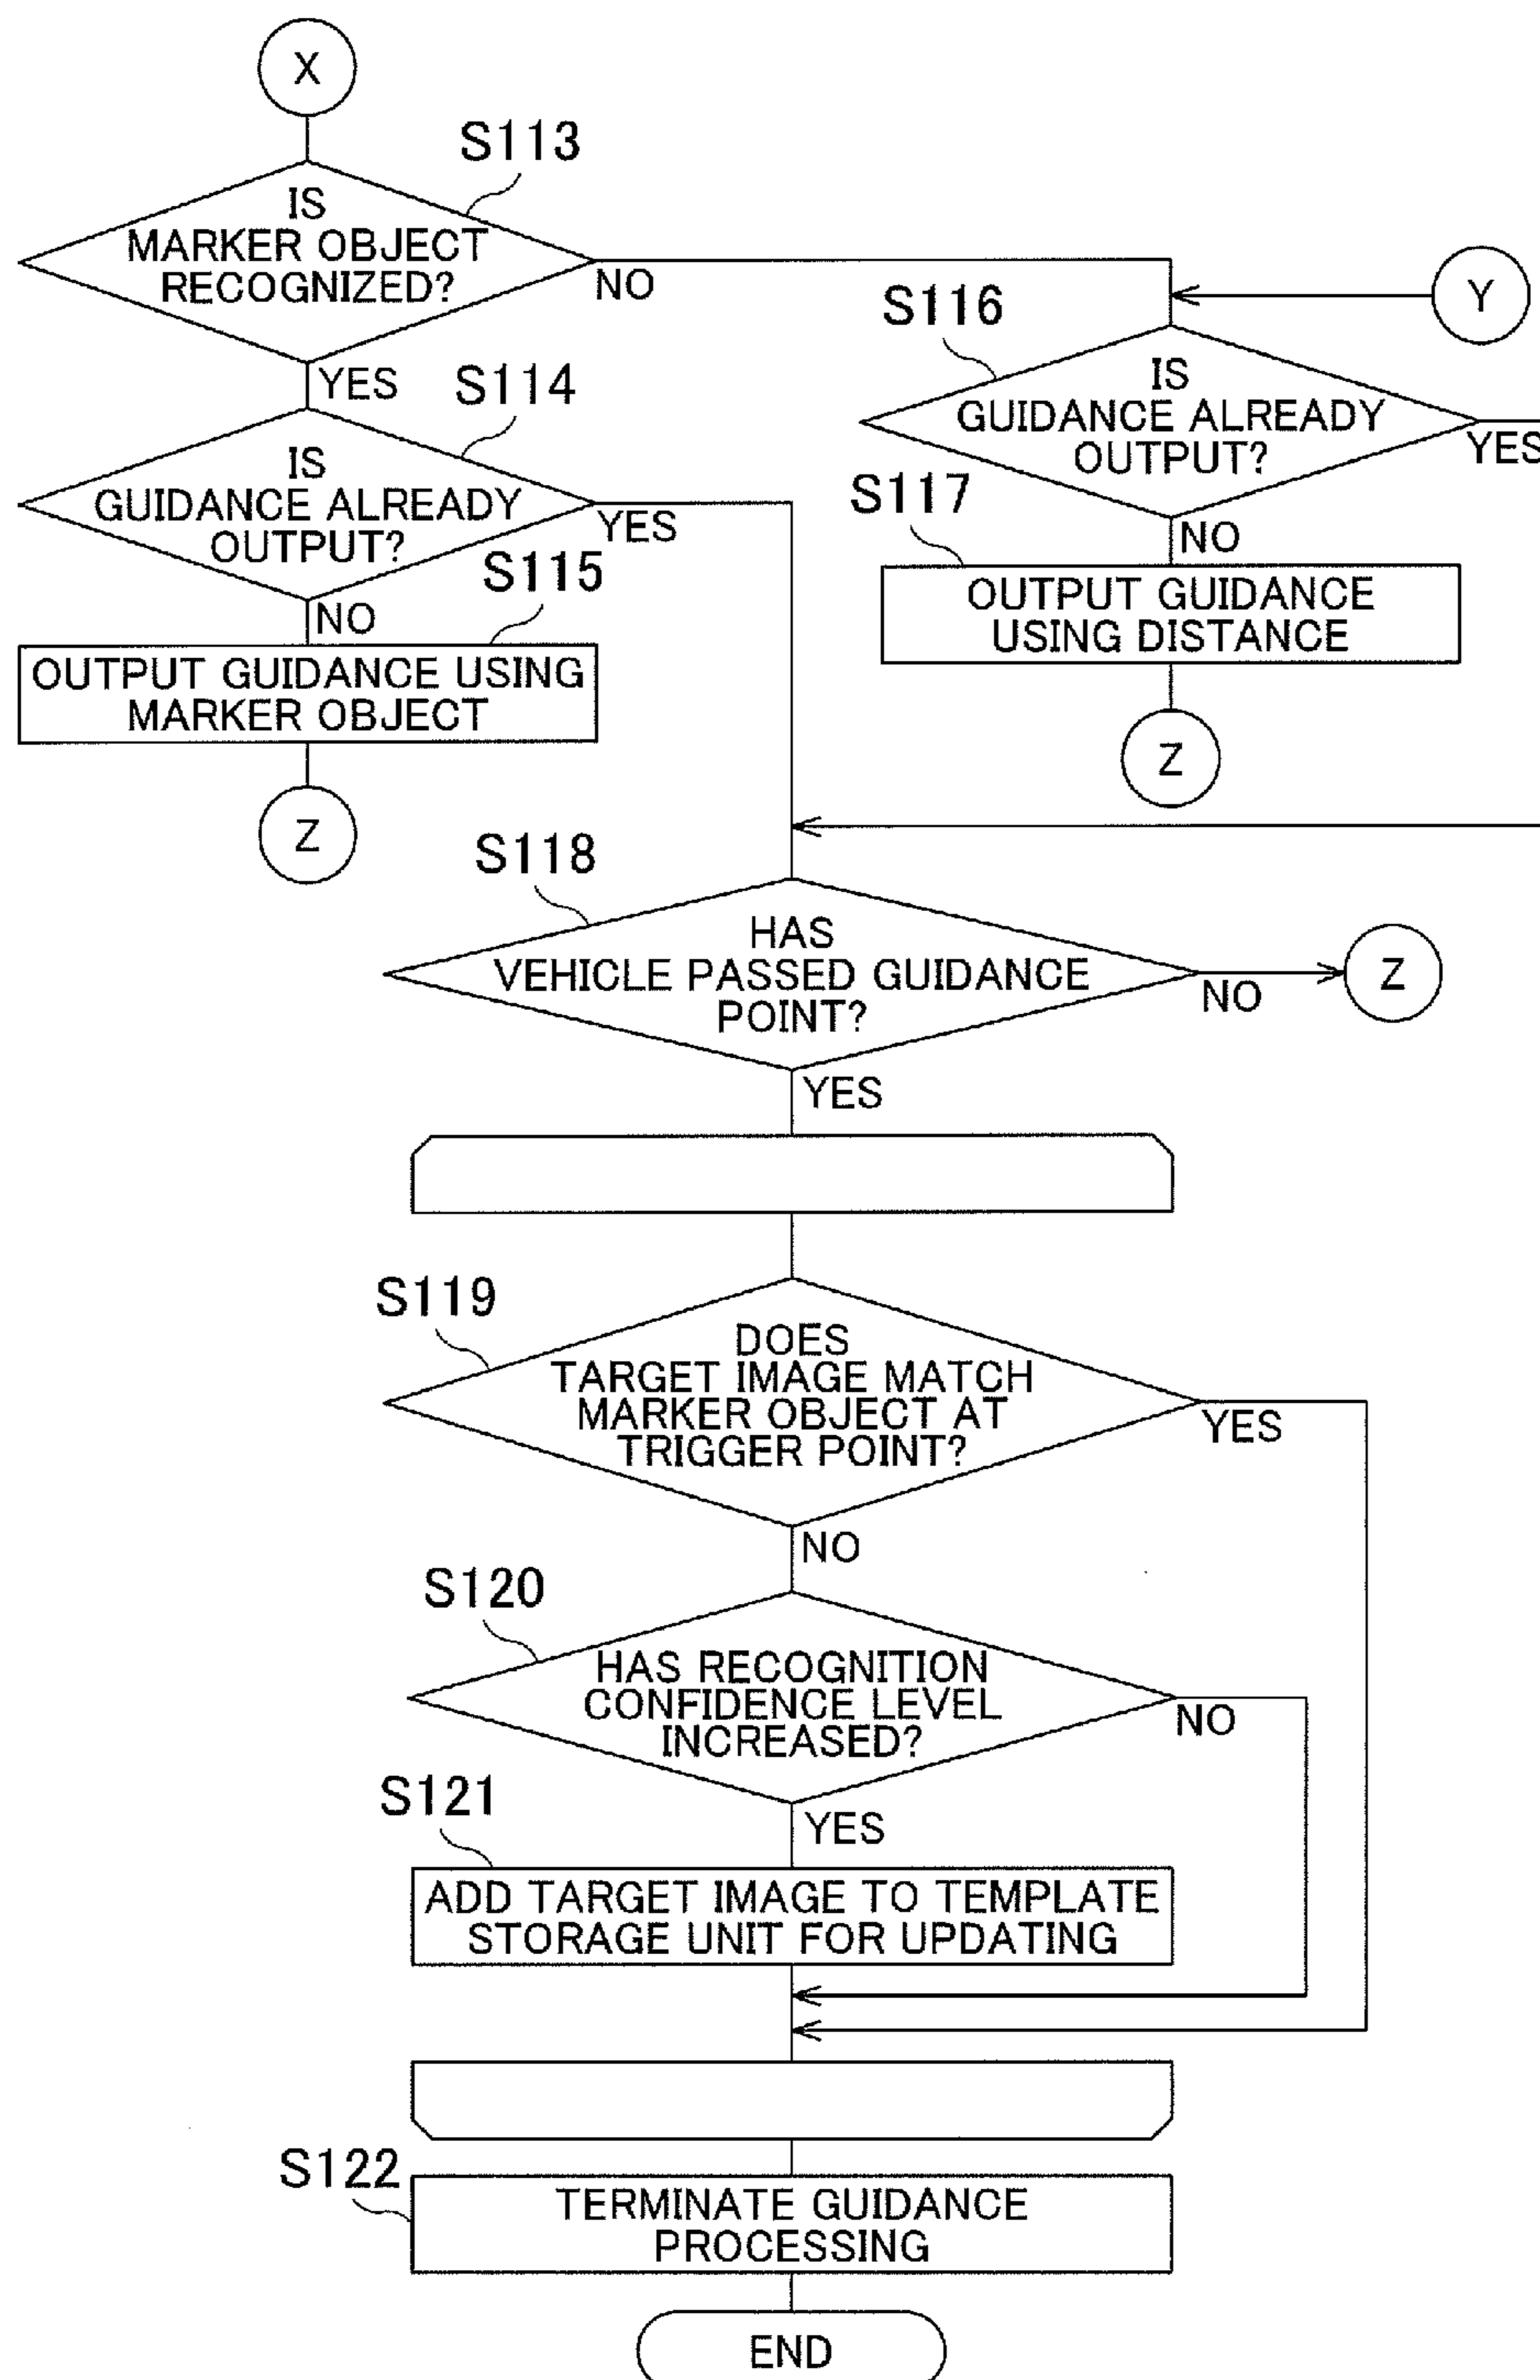 X
S113
IS
MARKER OBJECT
RECOGNIZED?
NO
YES
S114
IS
GUIDANCE ALREADY
OUTPUT?
YES
NO
S115
OUTPUT GUIDANCE USING
MARKER OBJECT
Z
Y
S116
IS
GUIDANCE ALREADY
OUTPUT?
YES
NO
S117
OUTPUT GUIDANCE
USING DISTANCE
Z
S118
HAS
VEHICLE PASSED GUIDANCE
POINT?
NO
Z
YES
S119
DOES
TARGET IMAGE MATCH
MARKER OBJECT AT
TRIGGER POINT?
YES
NO
S120
HAS RECOGNITION
CONFIDENCE LEVEL
INCREASED?
NO
YES
S121
ADD TARGET IMAGE TO TEMPLATE
STORAGE UNIT FOR UPDATING
S122
TERMINATE GUIDANCE
PROCESSING
END